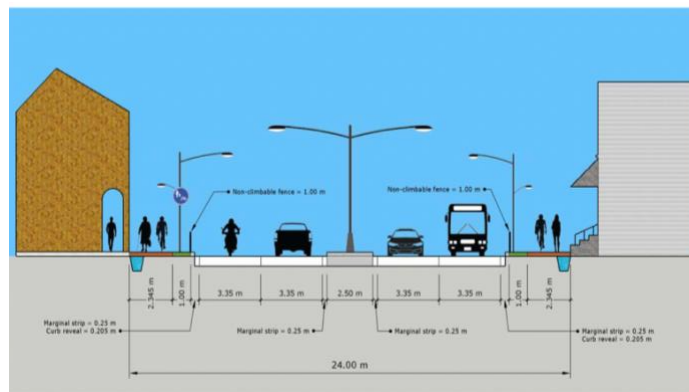 Non-climbable fence = 1.00 m
Non-climbable fence = 1.00 m
2.345 m
1.00 m
3.35 m
3.35 m
2.50 m
3.35 m
3.35 m
1.00 m
2.345 m
Marginal strip = 0.25 m
Curb reveal = 0.205 m
Marginal strip = 0.25 m
Marginal strip = 0.25 m
Marginal strip = 0.25 m
Curb reveal = 0.205 m
24.00 m